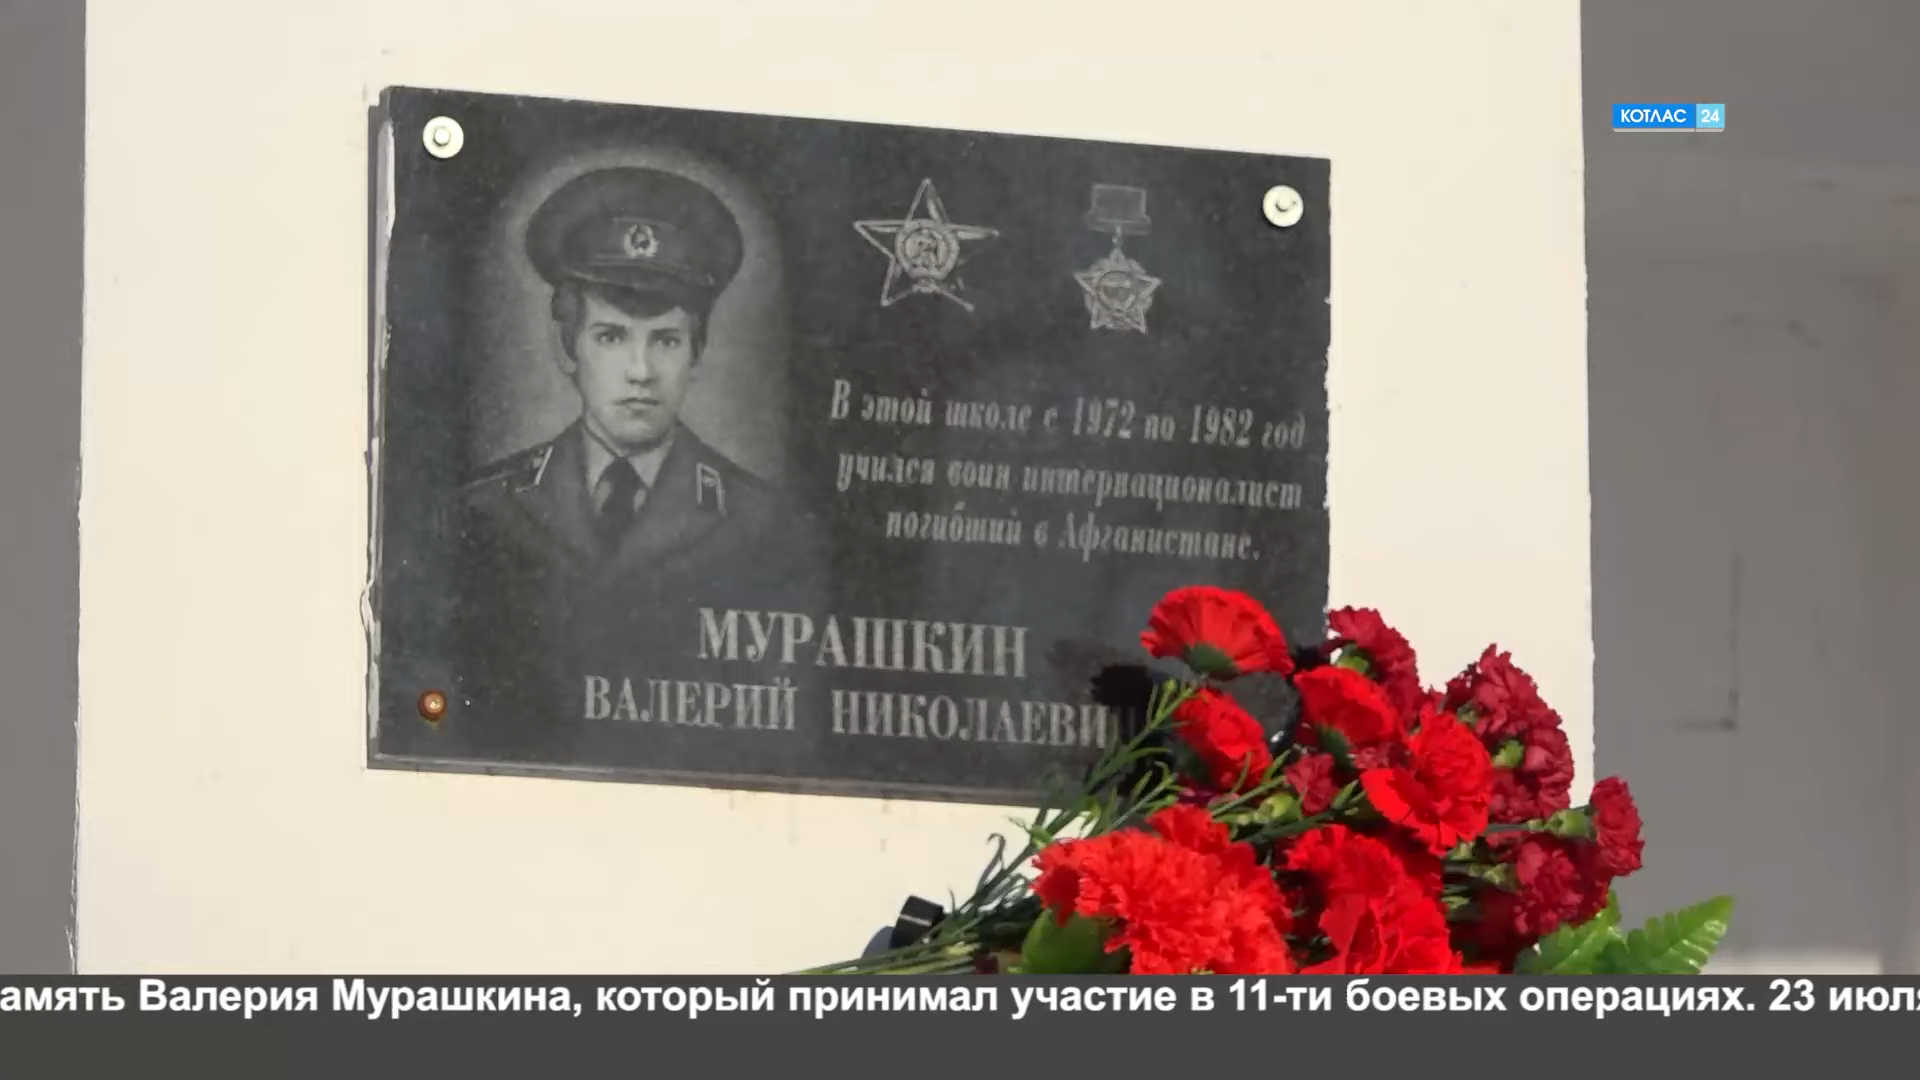 КОТЛАС 24
В этой школе с 1972 по 1982 год
учился воин интернационалист
погибший в Афганистане.
МУРАШКИН
ВАЛЕРИЙ НИКОЛАЕВИ
амять Валерия Мурашкина, который принимал участие в 11-ти боевых операциях. 23 июля